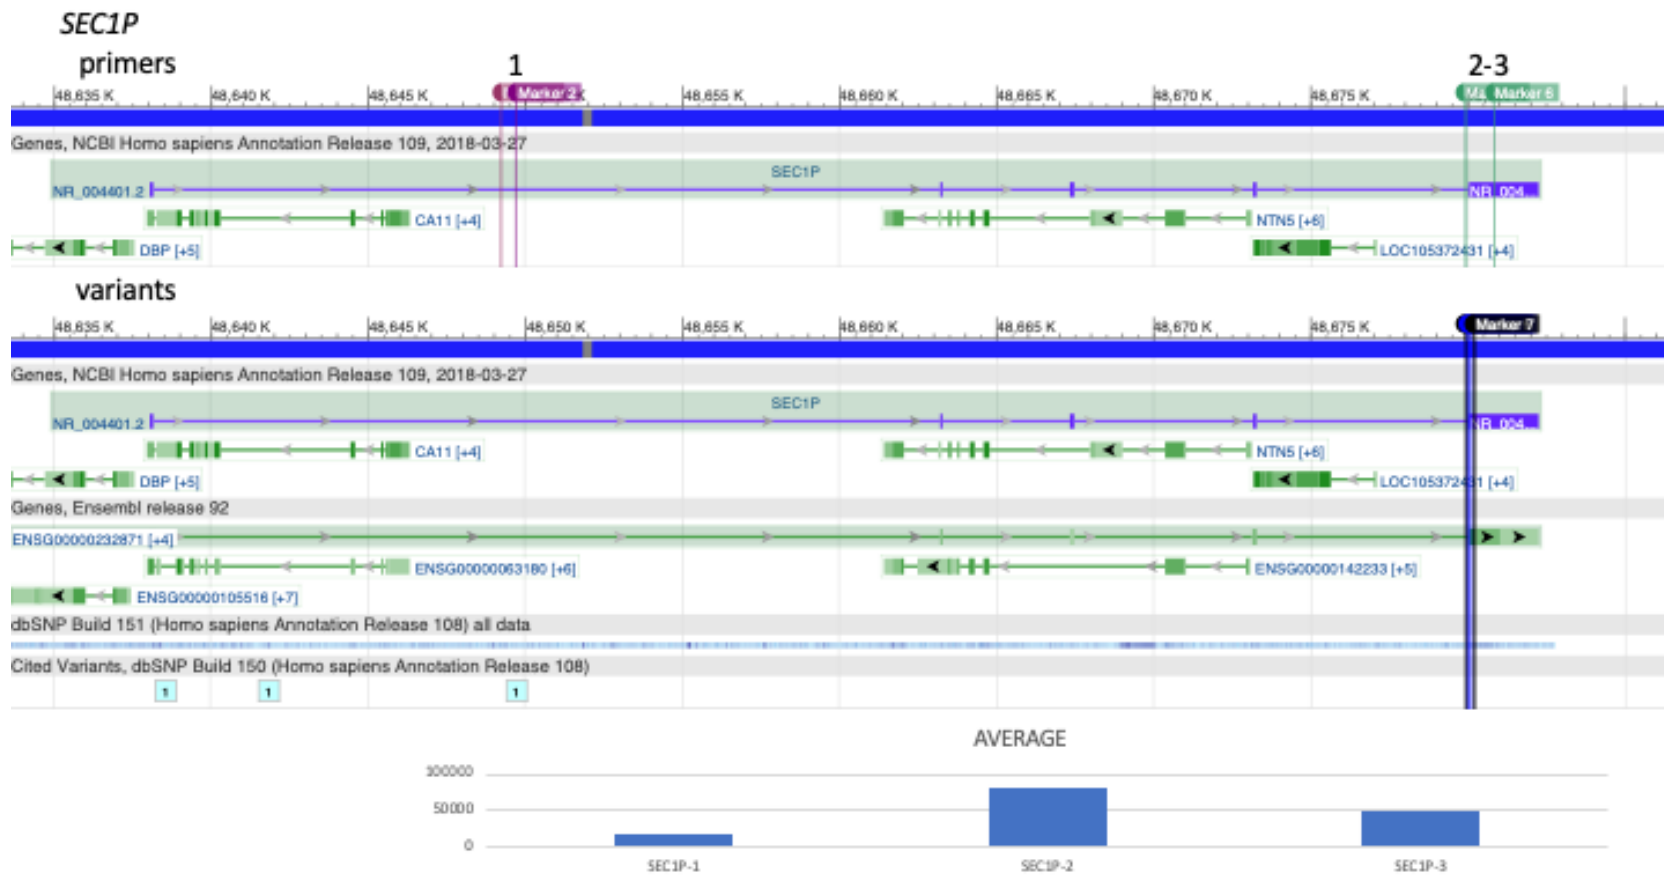 SEC1P
primers
1
2-3
48,635 K
48,640 K
48,645 K
Marker 2
48,655 K
48,660 K
48,665 K
48,670 K
48,675 K
Marker 6
Genes, NCBI Homo sapiens Annotation Release 109, 2018-03-27
SEC1P
NR_004401.2
NR_004...
CA11 [+4]
NTN5 [+6]
DBP [+5]
LOC105372431 [+4]
variants
48,635 K
48,640 K
48,645 K
48,650 K
48,655 K
48,660 K
48,665 K
48,670 K
48,675 K
Marker 7
Genes, NCBI Homo sapiens Annotation Release 109, 2018-03-27
SEC1P
NR_004401.2
NR_004...
CA11 [+4]
NTN5 [+6]
DBP [+5]
LOC105372431 [+4]
Genes, Ensembl release 92
ENSG00000232871 [+4]
ENSG00000063180 [+6]
ENSG00000142233 [+5]
ENSG00000105516 [+7]
dbSNP Build 151 (Homo sapiens Annotation Release 108) all data
Cited Variants, dbSNP Build 150 (Homo sapiens Annotation Release 108)
1
1
1
AVERAGE
100000
50000
0
SEC1P-1
SEC1P-2
SEC1P-3